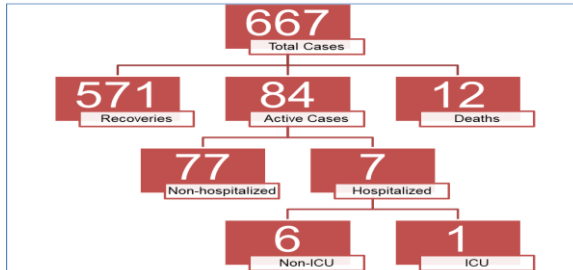 667
Total Cases
571
Recoveries
84
Active Cases
12
Deaths
77
Non-hospitalized
7
Hospitalized
6
Non-ICU
1
ICU